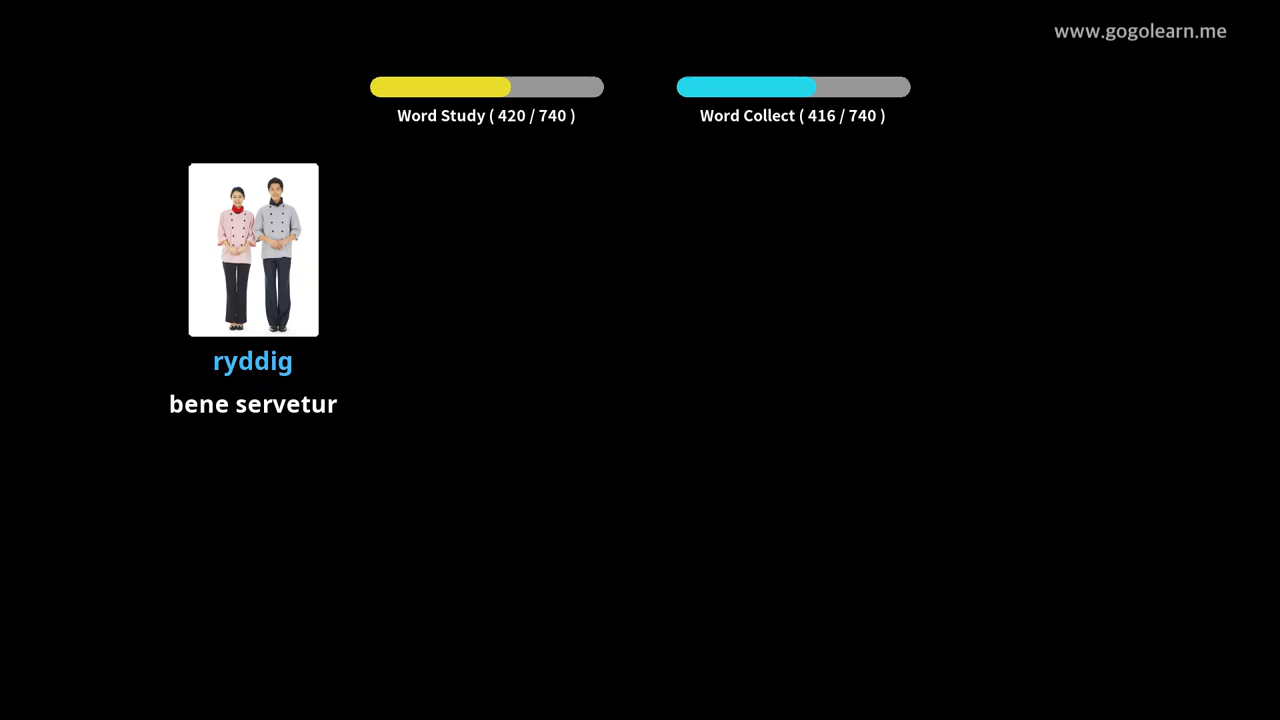 www.gogolearn.me
Word Study ( 420 / 740 )
Word Collect ( 416 / 740 )
ryddig
bene servetur